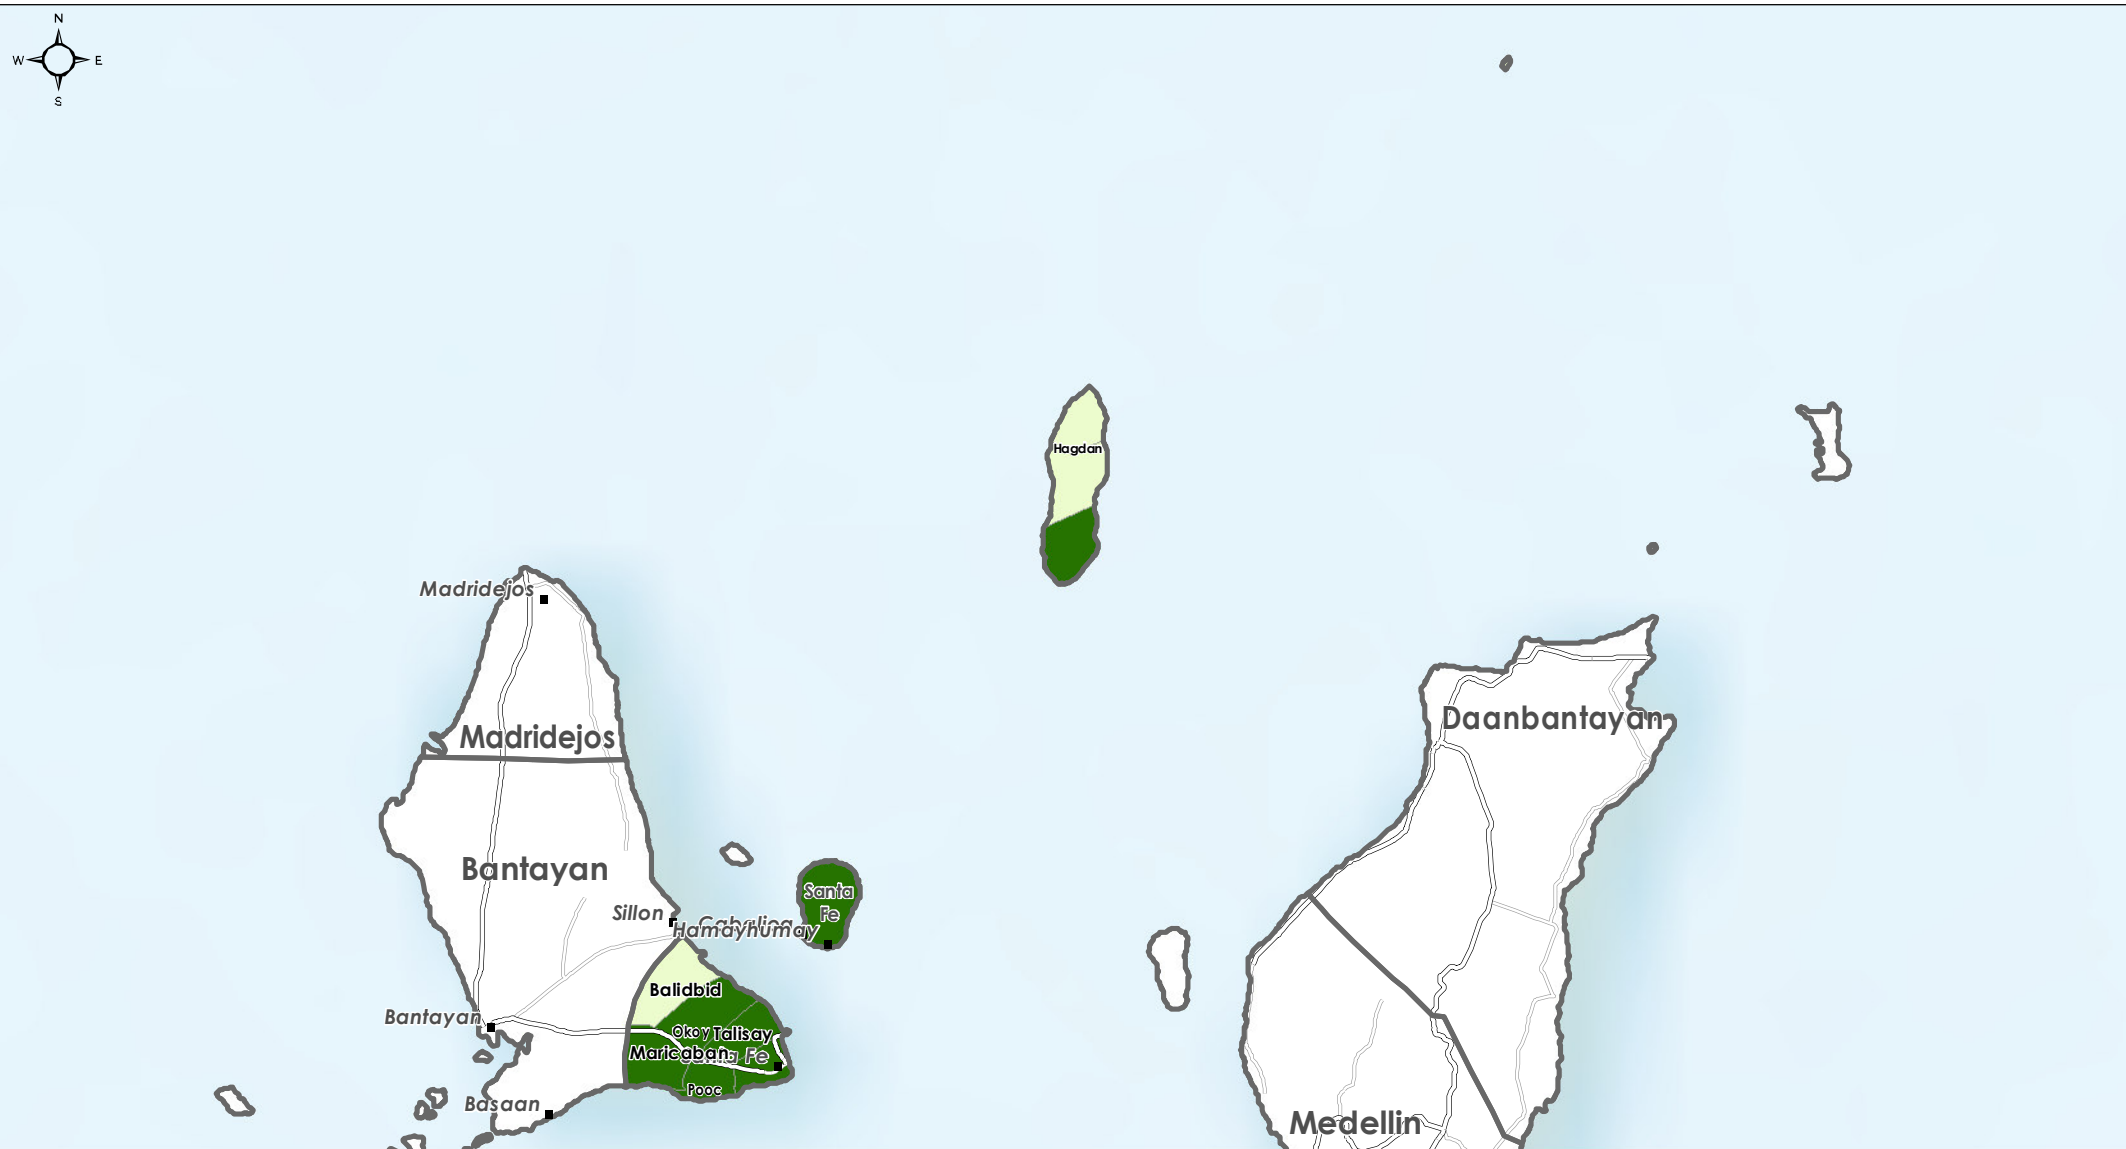 N
W
E
S
Hagdan
Madridejos
Daanbantayan
Madridejos
Bantayan
Santa
Fe
Sillon
Hamayhumay
Balidbid
Bantayan
Okoy
Talisay
Maricaban
Fe
Pooc
Basaan
Medellin